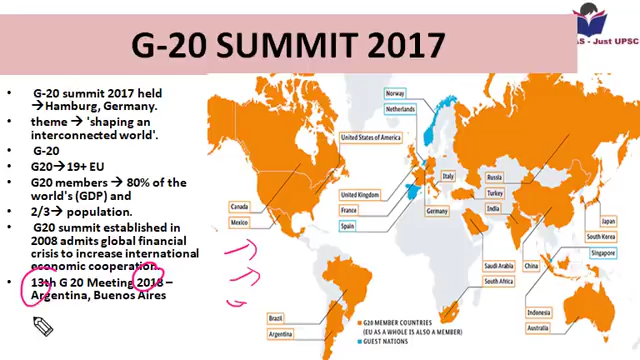 AS - Just UPSC
G-20 SUMMIT 2017
G-20 summit 2017 held
→Hamburg, Germany.
theme → 'shaping an
interconnected world'.
G-20
G20→19+ EU
G20 members → 80% of the
world's (GDP) and
2/3→ population.
G20 summit established in
2008 admits global financial
crisis to increase international
economic cooperation.
13th G 20 Meeting 2018 –
Argentina, Buenos Aires
Norway
Netherlands
United States of America
Italy
Russia
Turkey
India
United Kingdom
France
Spain
Germany
Canada
Mexico
Japan
South Korea
Singapore
China
Saudi Arabia
South Africa
Indonesia
Australia
Brazil
Argentina
G20 MEMBER COUNTRIES
(EU AS A WHOLE IS ALSO A MEMBER)
GUEST NATIONS